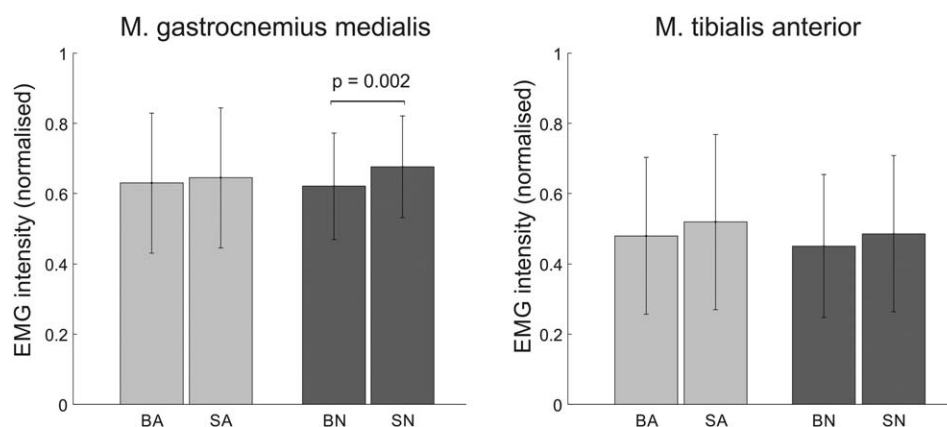 M. gastrocnemius medialis
EMG intensity (normalised)
1
0.8
0.6
0.4
0.2
0
p = 0.002
BA SA BN SN
M. tibialis anterior
EMG intensity (normalised)
1
0.8
0.6
0.4
0.2
0
BA SA BN SN